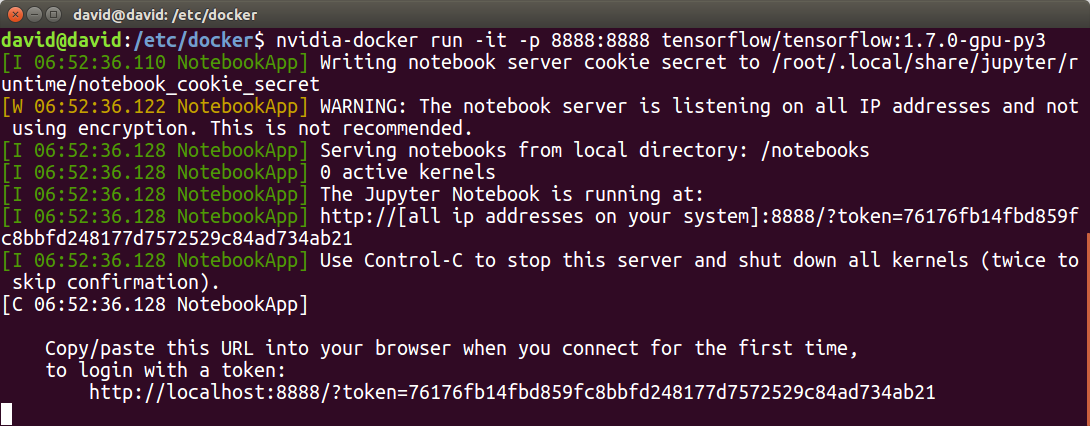 david@david: /etc/docker
david@david:/etc/docker$ nvidia-docker run -it -p 8888:8888 tensorflow/tensorflow:1.7.0-gpu-py3
[I 06:52:36.110 NotebookApp] Writing notebook server cookie secret to /root/.local/share/jupyter/r
untime/notebook_cookie_secret
[W 06:52:36.122 NotebookApp] WARNING: The notebook server is listening on all IP addresses and not
 using encryption. This is not recommended.
[I 06:52:36.128 NotebookApp] Serving notebooks from local directory: /notebooks
[I 06:52:36.128 NotebookApp] 0 active kernels
[I 06:52:36.128 NotebookApp] The Jupyter Notebook is running at:
[I 06:52:36.128 NotebookApp] http://[all ip addresses on your system]:8888/?token=76176fb14fbd859f
c8bbfd248177d7572529c84ad734ab21
[I 06:52:36.128 NotebookApp] Use Control-C to stop this server and shut down all kernels (twice to
 skip confirmation).
[C 06:52:36.128 NotebookApp]
    Copy/paste this URL into your browser when you connect for the first time,
    to login with a token:
        http://localhost:8888/?token=76176fb14fbd859fc8bbfd248177d7572529c84ad734ab21